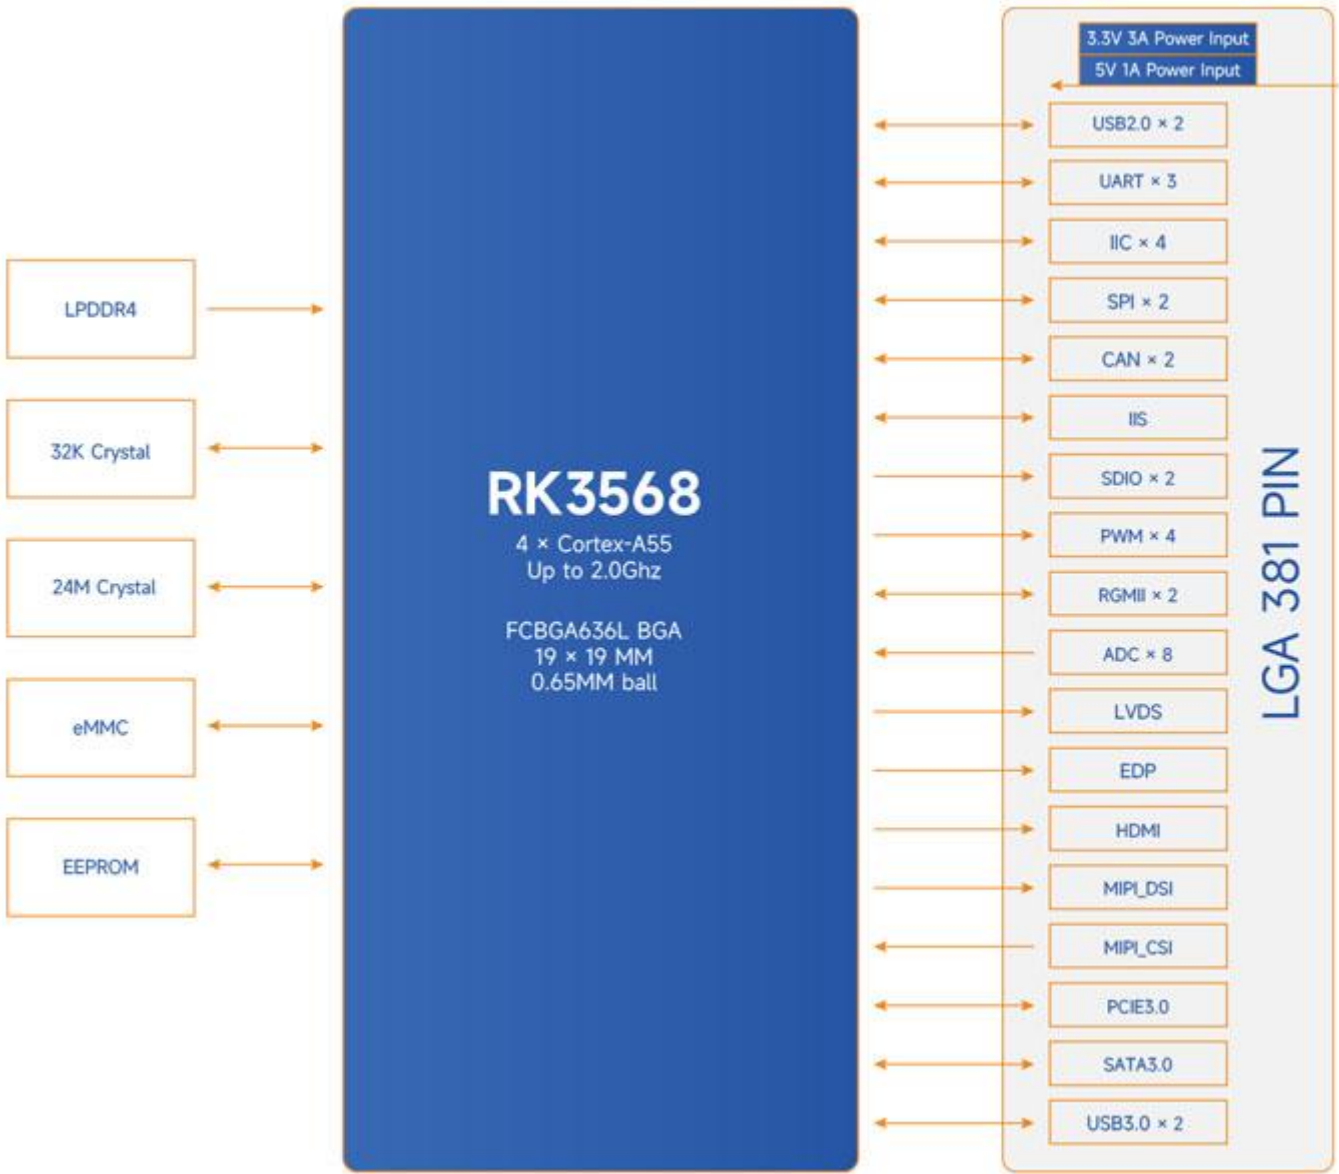 LPDDR4
32K Crystal
24M Crystal
eMMC
EEPROM
RK3568
4 × Cortex-A55
Up to 2.0Ghz
FCBGA636L BGA
19 × 19 MM
0.65MM ball
3.3V 3A Power Input
5V 1A Power Input
USB2.0 × 2
UART × 3
IIC × 4
SPI × 2
CAN × 2
IIS
SDIO × 2
PWM × 4
RGMII × 2
ADC × 8
LVDS
EDP
HDMI
MIPI_DSI
MIPI_CSI
PCIE3.0
SATA3.0
USB3.0 × 2
LGA 381 PIN